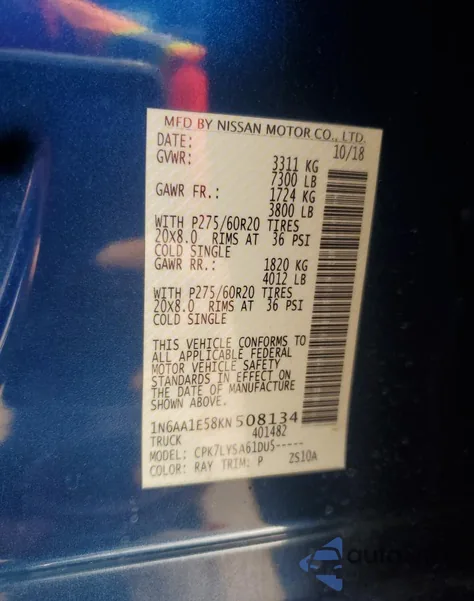 MFD BY NISSAN MOTOR CO., LTD.
DATE: 10/18
GVWR: 3311 KG
7300 LB
GAWR FR.: 1724 KG
3800 LB
WITH P275/60R20 TIRES
20X8.0 RIMS AT 36 PSI
COLD SINGLE
GAWR RR.: 1820 KG
4012 LB
WITH P275/60R20 TIRES
20X8.0 RIMS AT 36 PSI
COLD SINGLE
THIS VEHICLE CONFORMS TO
ALL APPLICABLE FEDERAL
MOTOR VEHICLE SAFETY
STANDARDS IN EFFECT ON
THE DATE OF MANUFACTURE
SHOWN ABOVE.
1N6AA1E58KN508134
TRUCK 401482
MODEL: CPK7LYSA61DUS-----
COLOR: RAY TRIM: P ZS10A